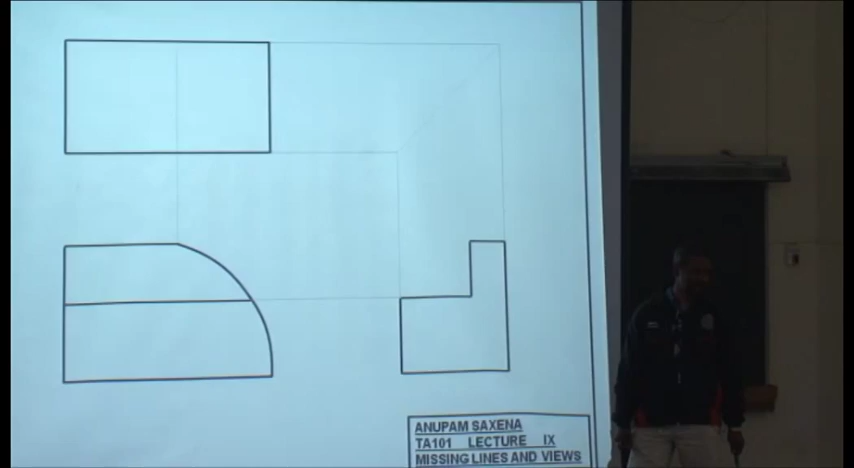 ANUPAM SAXENA
TA101 LECTURE IX
MISSING LINES AND VIEWS